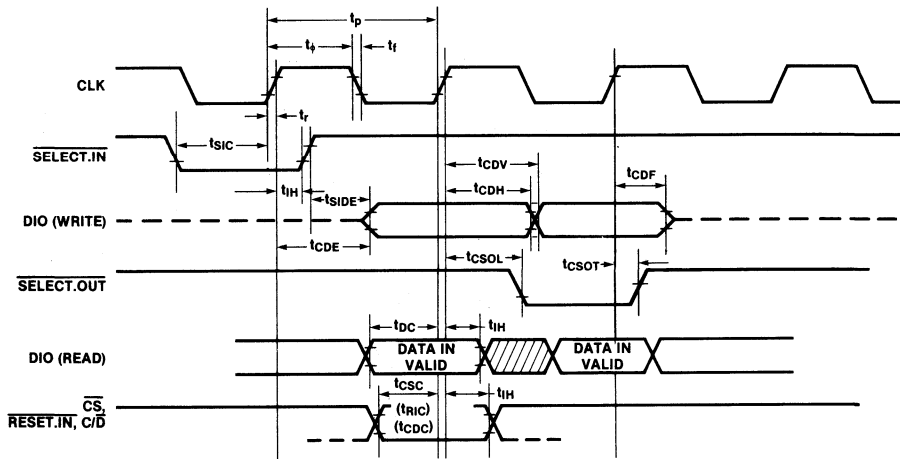 tp
tϕ
tf
CLK
tr
tSIC
SELECT.IN
tCDV
tIH
tSIDE
tCDH
tCDF
DIO (WRITE)
tCDE
tCSOL
tCSOT
SELECT.OUT
tDC
tIH
DIO (READ)
DATA IN
VALID
DATA IN
VALID
tCSC
tIH
CS,
(tRIC)
RESET.IN, C/D
(tCDC)